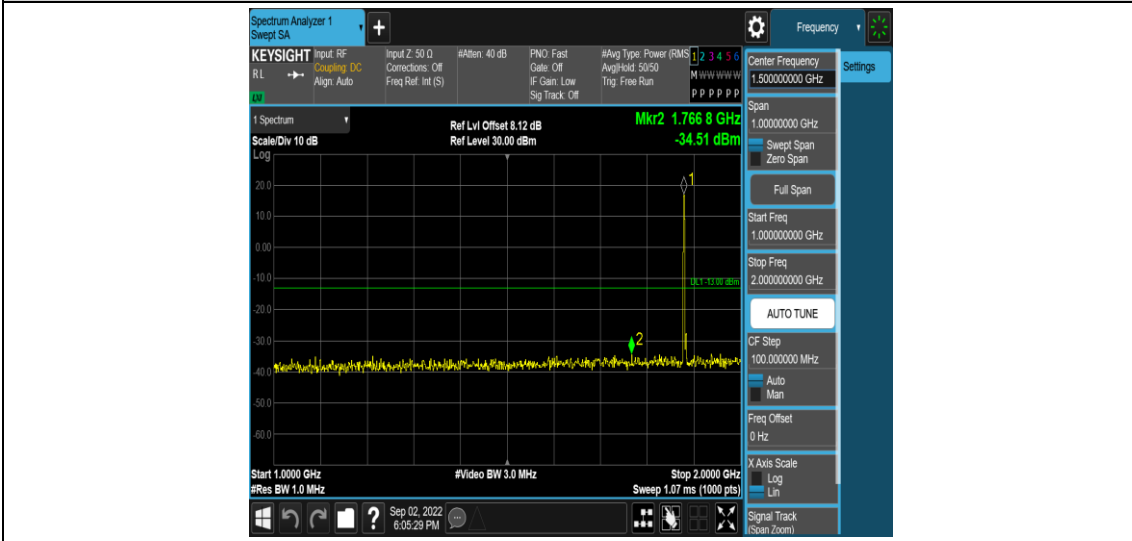 Spectrum Analyzer 1
Swept SA
+
Frequency
KEYSIGHT
RL
Input: RF
Coupling: DC
Align: Auto
Input Z: 50 Ω
Corrections: Off
Freq Ref: Int (S)
#Atten: 40 dB
PNO: Fast
Gate: Off
IF Gain: Low
Sig Track: Off
#Avg Type: Power (RMS
Avg|Hold: 50/50
Trig: Free Run
1 2 3 4 5 6
M W W W W W
P P P P P P
1 Spectrum
Scale/Div 10 dB
Log
Ref Lvl Offset 8.12 dB
Ref Level 30.00 dBm
Mkr2 1.766 8 GHz
-34.51 dBm
1
20.0
10.0
0.00
-10.0
DL1 -13.00 dBm
-20.0
2
-30.0
-40.0
-50.0
-60.0
Start 1.0000 GHz
#Res BW 1.0 MHz
#Video BW 3.0 MHz
Stop 2.0000 GHz
Sweep 1.07 ms (1000 pts)
?
Sep 02, 2022
6:05:29 PM
Center Frequency
1.500000000 GHz
Settings
Span
1.00000000 GHz
Swept Span
Zero Span
Full Span
Start Freq
1.000000000 GHz
Stop Freq
2.000000000 GHz
AUTO TUNE
CF Step
100.000000 MHz
Auto
Man
Freq Offset
0 Hz
X Axis Scale
Log
Lin
Signal Track
(Span Zoom)